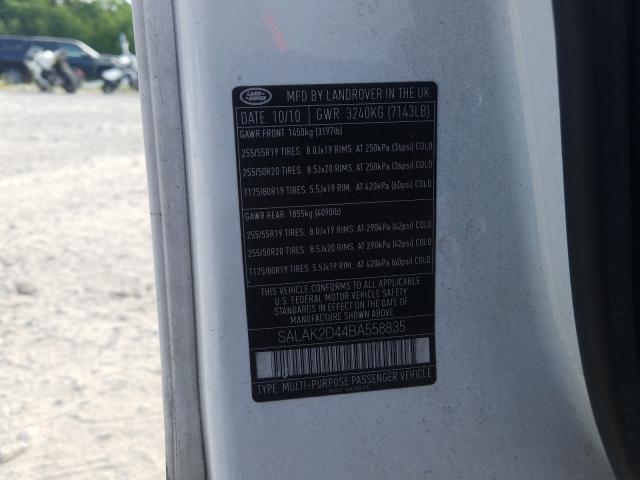 LAND
ROVER
MFD BY LANDROVER IN THE UK
DATE: 10/10 GWR: 3240KG (7143LB)
GAWR FRONT: 1450kg (3197lb)
255/55R19 TIRES. 8.0Jx19 RIMS. AT 250kPa (36psi) COLD
255/50R20 TIRES. 8.5Jx20 RIMS. AT 250kPa (36psi) COLD
T175/80R19 TIRES. 5.5Jx19 RIM. AT 420kPa (60psi) COLD
GAWR REAR: 1855kg (4090lb)
255/55R19 TIRES. 8.0Jx19 RIMS. AT 290kPa (42psi) COLD
255/50R20 TIRES. 8.5Jx20 RIMS. AT 290kPa (42psi) COLD
T175/80R19 TIRES. 5.5Jx19 RIM. AT 420kPa (60psi) COLD
THIS VEHICLE CONFORMS TO ALL APPLICABLE
U.S. FEDERAL MOTOR VEHICLE SAFETY
STANDARDS IN EFFECT ON THE DATE OF
MANUFACTURE SHOWN ABOVE
SALAK2D44BA558835
TYPE: MULTI-PURPOSE PASSENGER VEHICLE